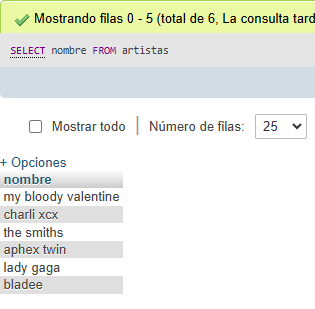 Mostrando filas 0 - 5 (total de 6, La consulta tard
SELECT nombre FROM artistas
Mostrar todo | Número de filas: 25
+ Opciones
nombre
my bloody valentine
charli xcx
the smiths
aphex twin
lady gaga
bladee